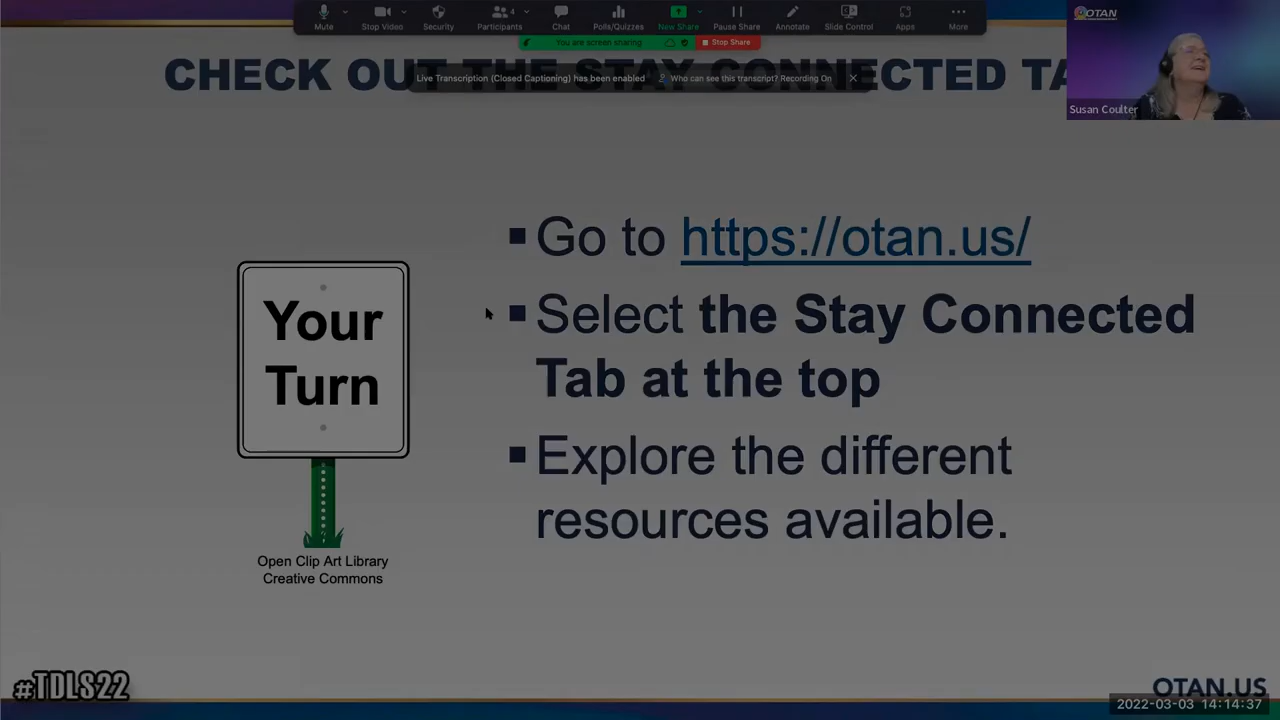 Mute
Stop Video
Security
Participants
4
Chat
Polls/Quizzes
New Share
Pause Share
Annotate
Slide Control
Apps
More
You are screen sharing
Stop Share
OTAN
CHECK OUT THE STAY CONNECTED TA
Live Transcription (Closed Captioning) has been enabled
Who can see this transcript? Recording On
Susan Coulter
Go to https://otan.us/
Select the Stay Connected
Tab at the top
Explore the different
resources available.
Your
Turn
Open Clip Art Library
Creative Commons
#TDLS22
OTAN.US
2022-03-03 14:14:37